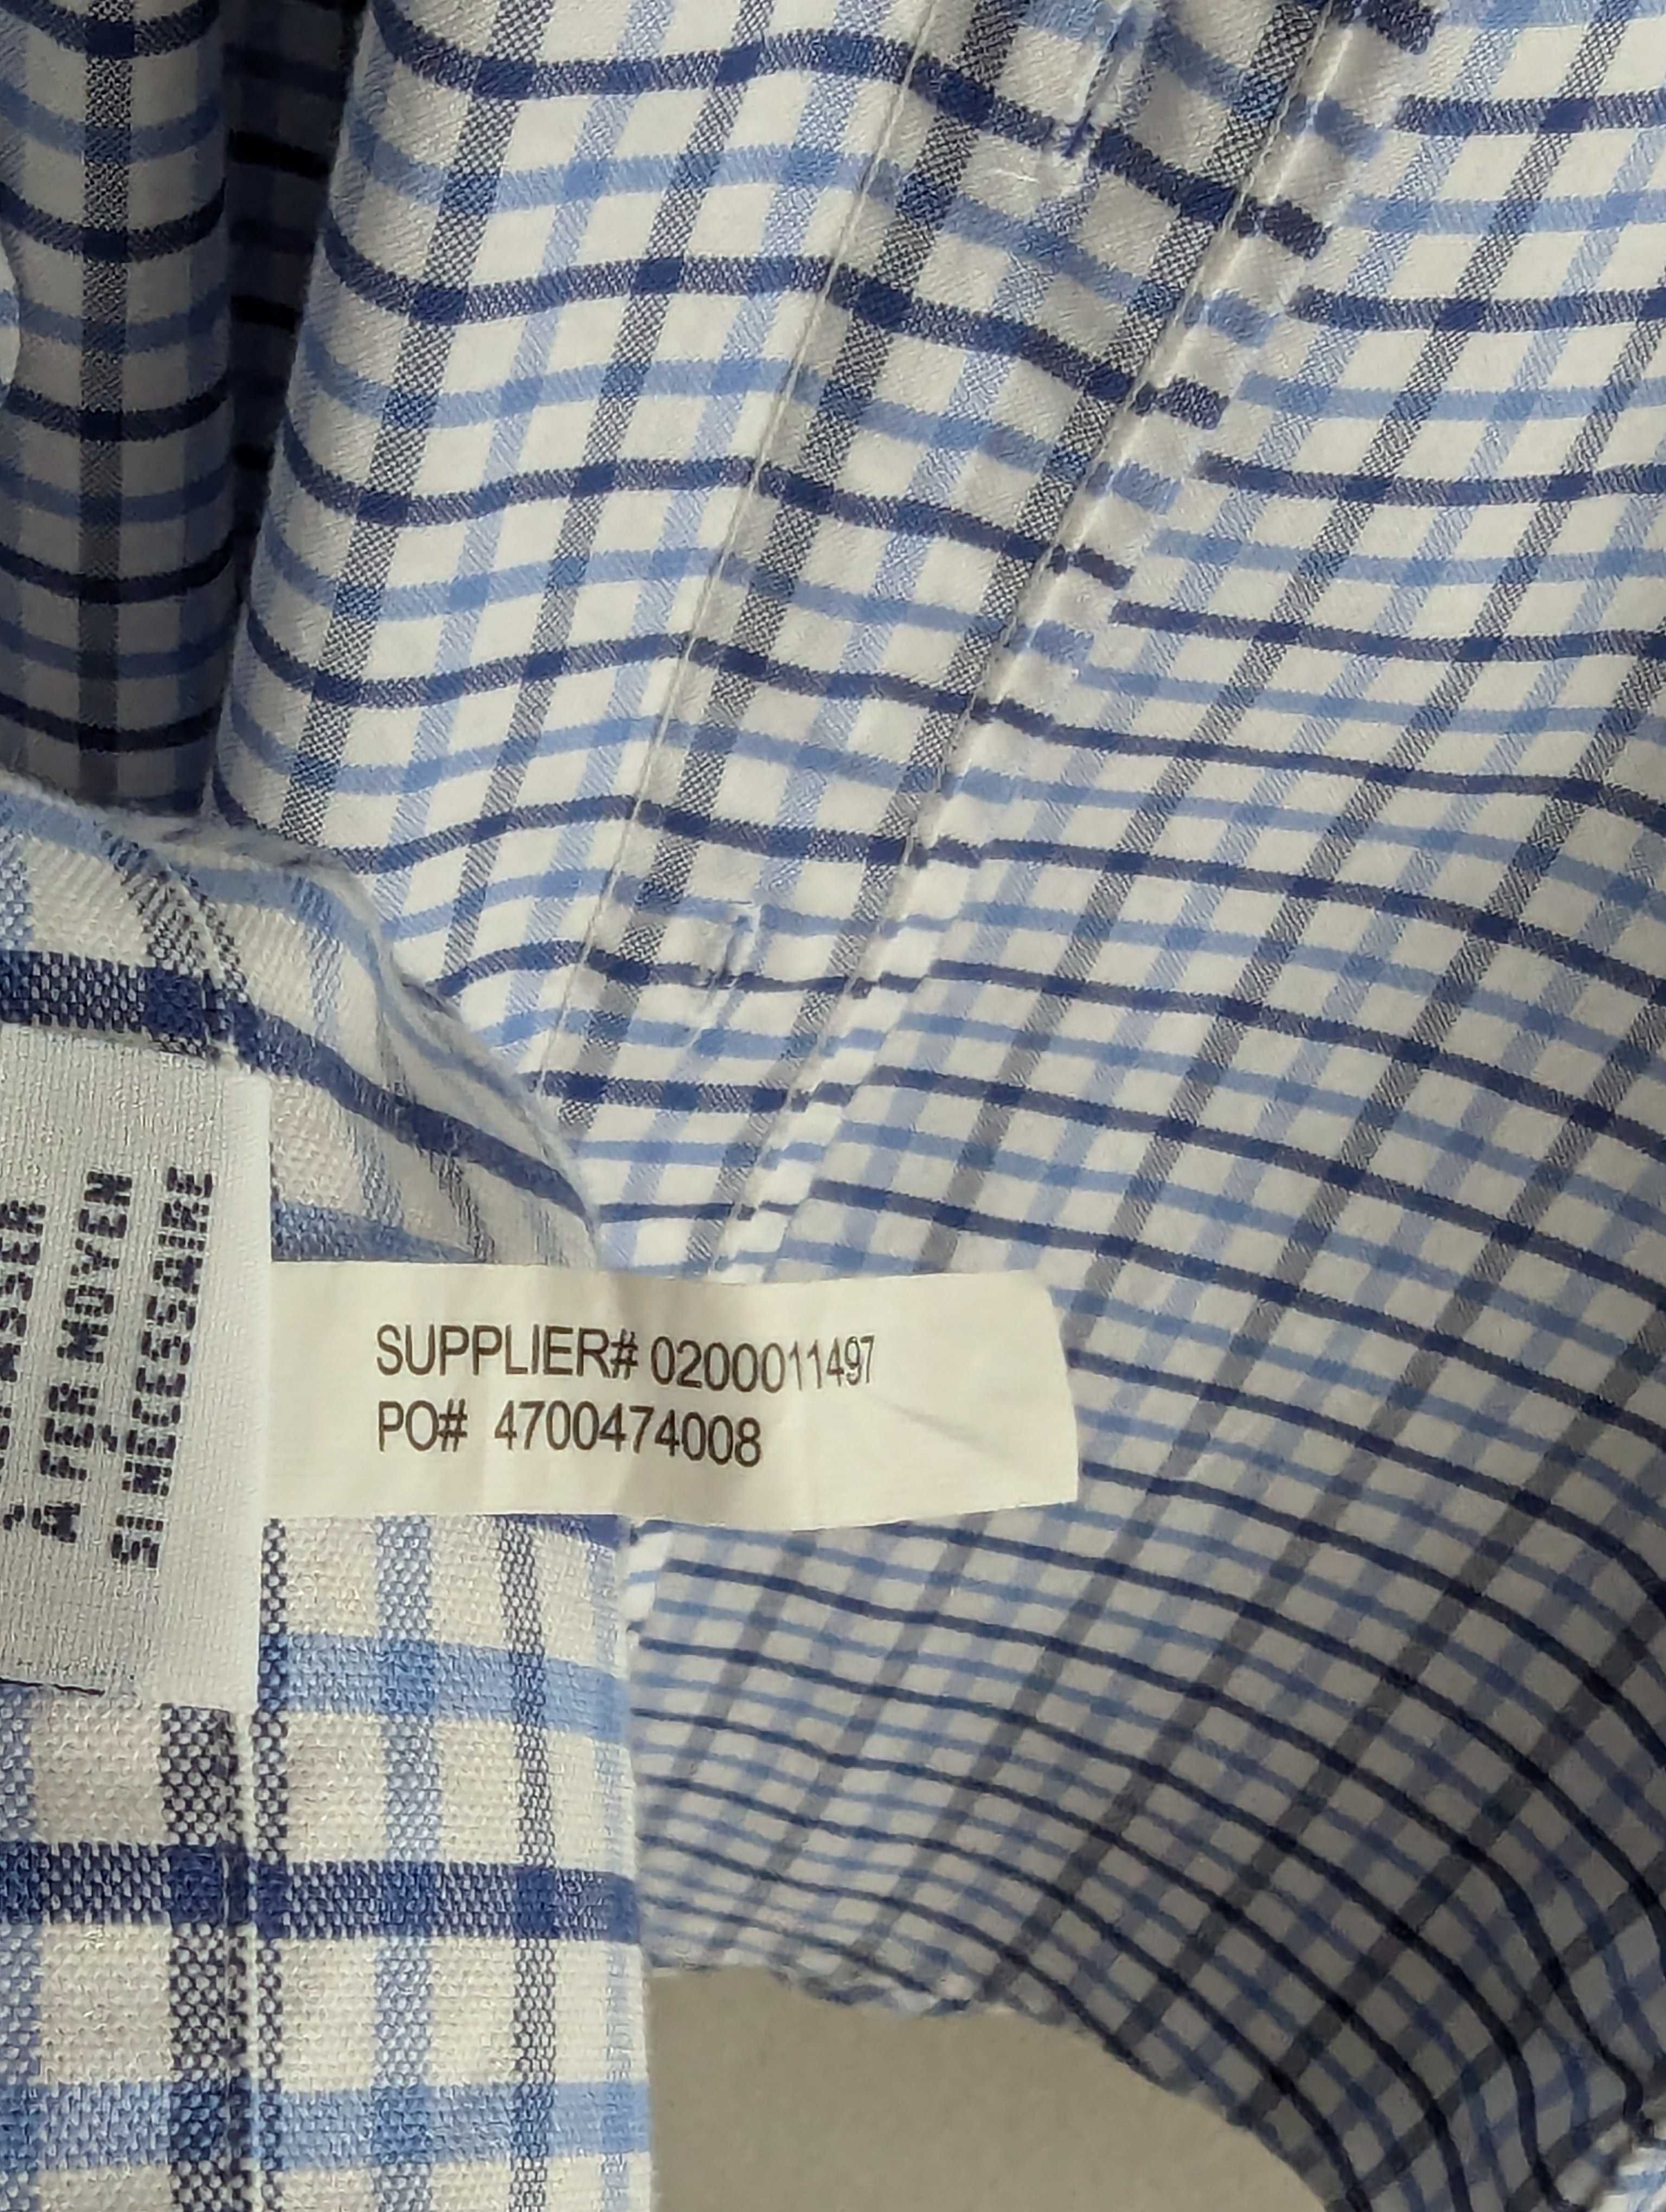 SUPPLIER# 0200011497
PO# 4700474008
À FER MOYEN
SI NÉCESSAIRE